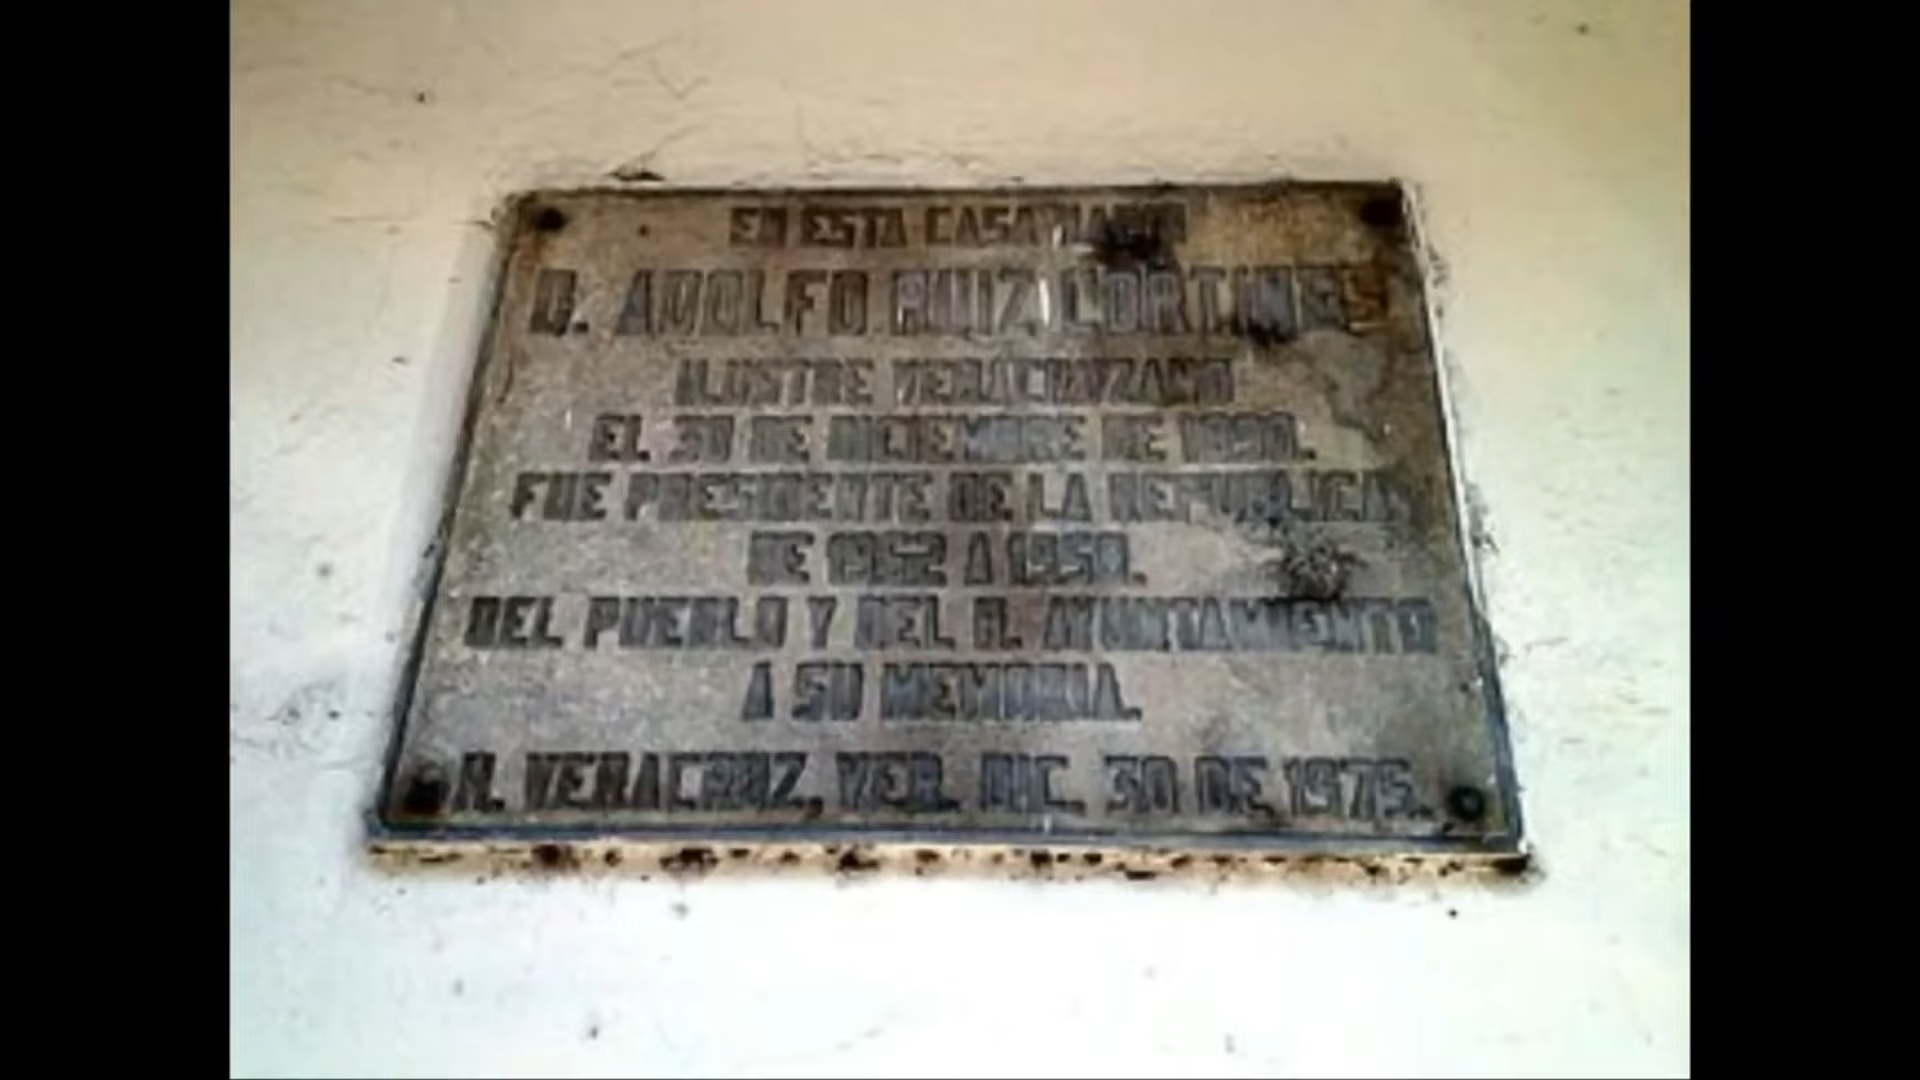 EN ESTA CASA NACIO
D. ADOLFO RUIZ CORTINES
ILUSTRE VERACRUZANO
EL 30 DE DICIEMBRE DE 1890.
FUE PRESIDENTE DE LA REPUBLICA
DE 1952 A 1958.
DEL PUEBLO Y DEL H. AYUNTAMIENTO
A SU MEMORIA.
H. VERACRUZ, VER. DIC. 30 DE 1975.